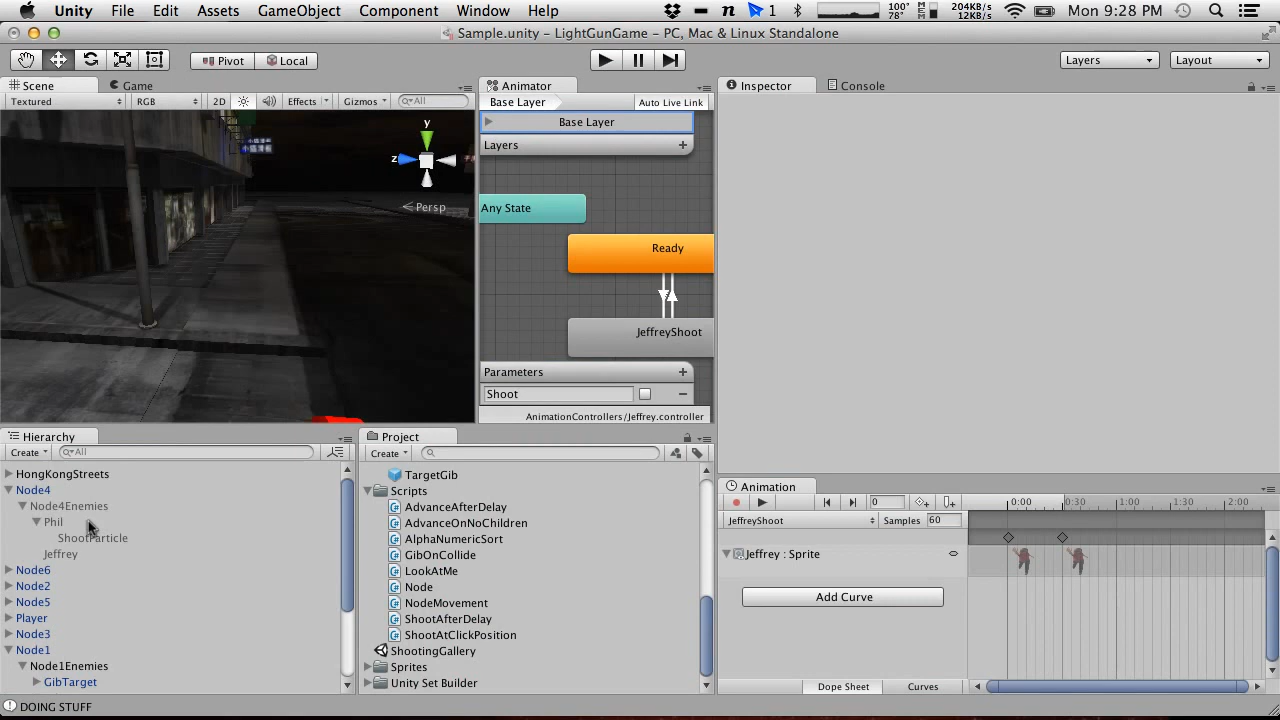 Unity File Edit Assets GameObject Component Window Help 1 100° 78° 204KB/s 12KB/s Mon 9:28 PM
Sample.unity - LightGunGame - PC, Mac & Linux Standalone
Pivot Local Layers Layout
Scene Game Animator Inspector Console
Textured RGB 2D Effects Gizmos All Base Layer Auto Live Link
Base Layer
Layers
y
z
Persp
Any State
Ready
JeffreyShoot
Parameters
Shoot
AnimationControllers/Jeffrey.controller
Hierarchy
Create All
HongKongStreets
Node4
Node4Enemies
Phil
ShootParticle
Jeffrey
Node6
Node2
Node5
Player
Node3
Node1
Node1Enemies
GibTarget
Project
Create
TargetGib
Scripts
AdvanceAfterDelay
AdvanceOnNoChildren
AlphaNumericSort
GibOnCollide
LookAtMe
Node
NodeMovement
ShootAfterDelay
ShootAtClickPosition
ShootingGallery
Sprites
Unity Set Builder
Animation
0 0:00 0:30 1:00 1:30 2:00
JeffreyShoot Samples 60
Jeffrey : Sprite
Add Curve
Dope Sheet Curves
DOING STUFF